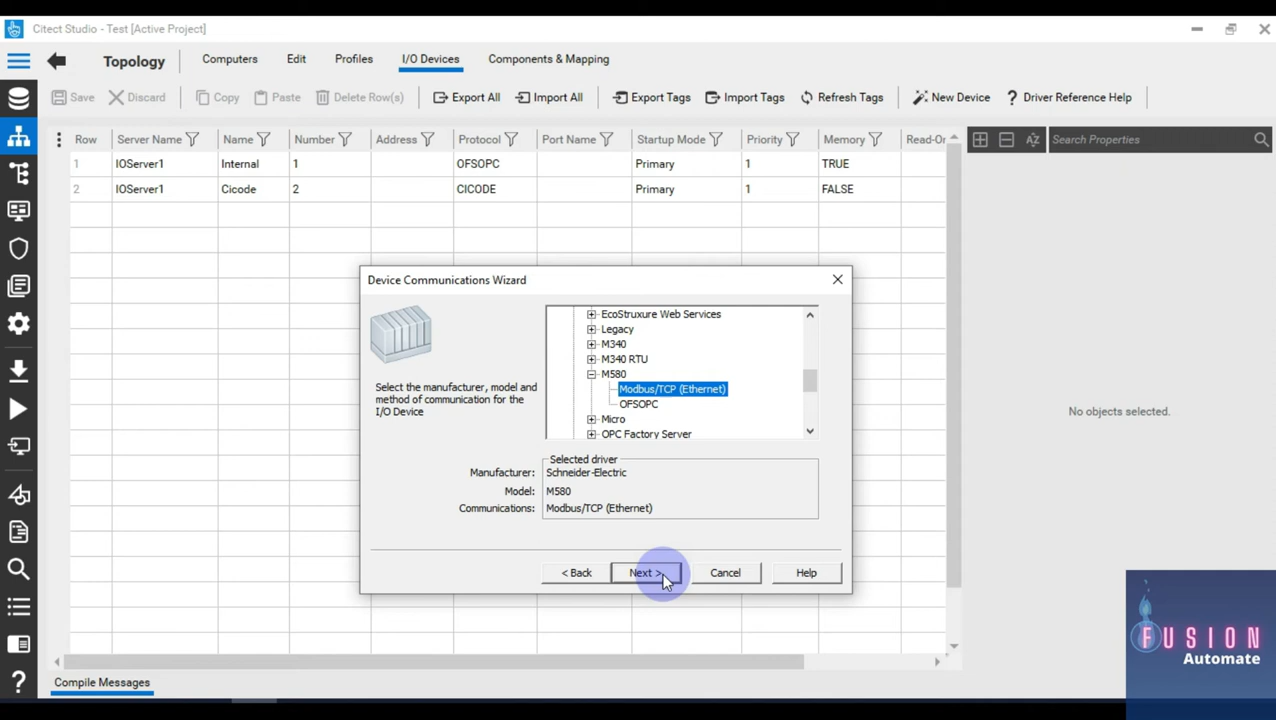 Citect Studio - Test [Active Project]
Topology Computers Edit Profiles I/O Devices Components & Mapping
Save Discard Copy Paste Delete Row(s) Export All Import All Export Tags Import Tags Refresh Tags New Device Driver Reference Help
Row Server Name Name Number Address Protocol Port Name Startup Mode Priority Memory Read-Or
Search Properties
1 IOServer1 Internal 1 OFSOPC Primary 1 TRUE
2 IOServer1 Cicode 2 CICODE Primary 1 FALSE
Device Communications Wizard
Select the manufacturer, model and
method of communication for the
I/O Device
EcoStruxure Web Services
Legacy
M340
M340 RTU
M580
Modbus/TCP (Ethernet)
OFSOPC
Micro
OPC Factory Server
Selected driver
Manufacturer: Schneider-Electric
Model: M580
Communications: Modbus/TCP (Ethernet)
< Back Next > Cancel Help
No objects selected.
Compile Messages
FUSION
Automate